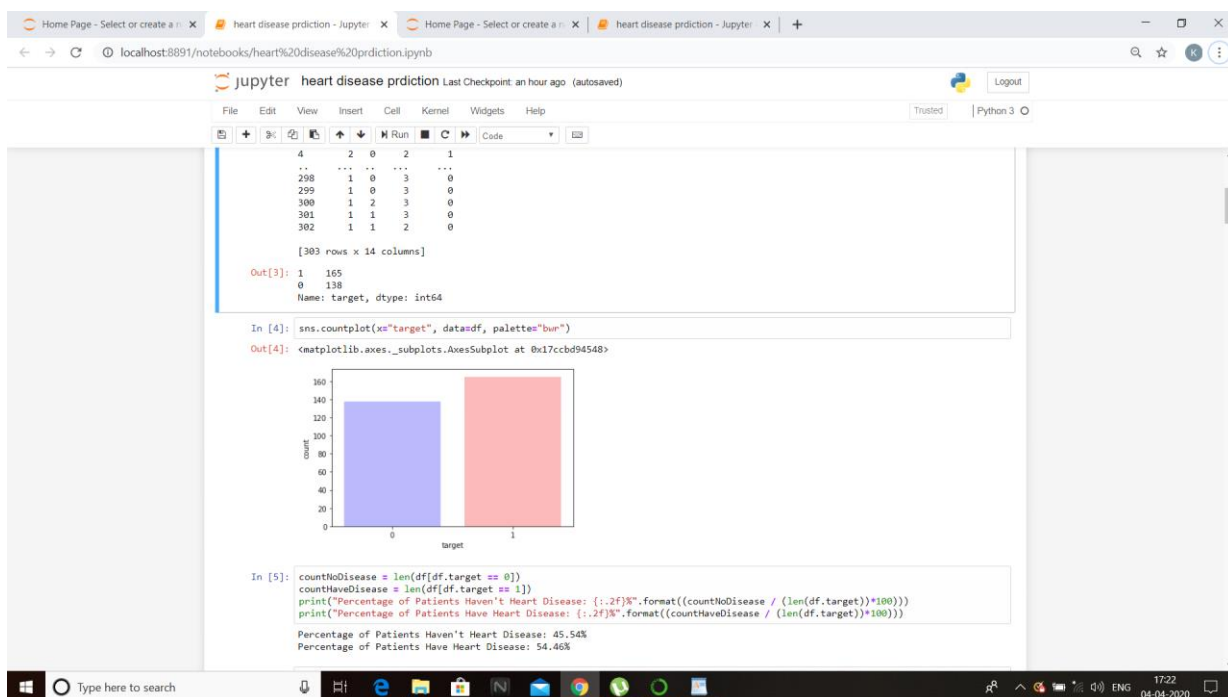 Home Page - Select or create a n
heart disease prdiction - Jupyter
Home Page - Select or create a n
heart disease prdiction - Jupyter
localhost:8891/notebooks/heart%20disease%20prdiction.ipynb
K
jupyter heart disease prdiction Last Checkpoint: an hour ago (autosaved)
Logout
File Edit View Insert Cell Kernel Widgets Help
Trusted Python 3
Run Code
4 2 0 2 1
.. ... .. ... ...
298 1 0 3 0
299 1 0 3 0
300 1 2 3 0
301 1 1 3 0
302 1 1 2 0
[303 rows x 14 columns]
Out[3]: 1 165
0 138
Name: target, dtype: int64
In [4]: sns.countplot(x="target", data=df, palette="bwr")
Out[4]: <matplotlib.axes._subplots.AxesSubplot at 0x17ccbd94548>
160
140
120
100
80
60
40
20
0
count
0 1
target
In [5]: countNoDisease = len(df[df.target == 0])
countHaveDisease = len(df[df.target == 1])
print("Percentage of Patients Haven't Heart Disease: {:.2f}%".format((countNoDisease / (len(df.target))*100)))
print("Percentage of Patients Have Heart Disease: {:.2f}%".format((countHaveDisease / (len(df.target))*100)))
Percentage of Patients Haven't Heart Disease: 45.54%
Percentage of Patients Have Heart Disease: 54.46%
Type here to search
N
ENG
17:22
04-04-2020